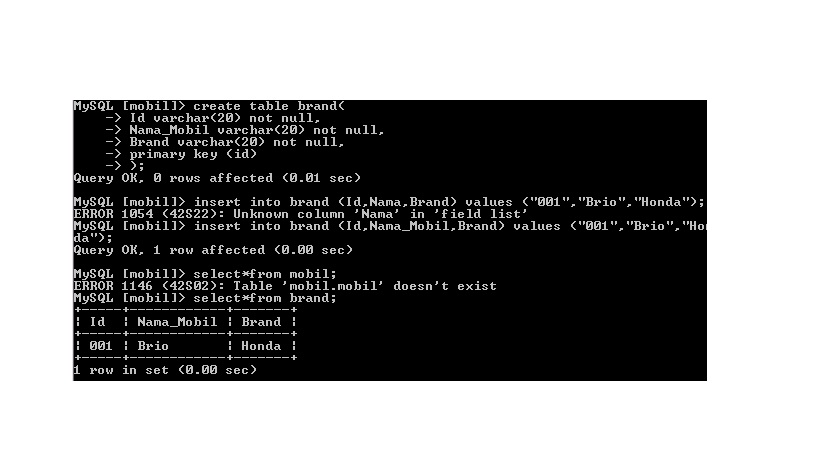 MySQL [mobil]> create table brand(
    -> Id varchar(20) not null,
    -> Nama_Mobil varchar(20) not null,
    -> Brand varchar(20) not null,
    -> primary key (id)
    -> );
Query OK, 0 rows affected (0.01 sec)
MySQL [mobil]> insert into brand (Id,Nama,Brand) values ("001","Brio","Honda");
ERROR 1054 (42S22): Unknown column 'Nama' in 'field list'
MySQL [mobil]> insert into brand (Id,Nama_Mobil,Brand) values ("001","Brio","Hon
da");
Query OK, 1 row affected (0.00 sec)
MySQL [mobil]> select*from mobil;
ERROR 1146 (42S02): Table 'mobil.mobil' doesn't exist
MySQL [mobil]> select*from brand;
+-----+------------+-------+
| Id  | Nama_Mobil | Brand |
+-----+------------+-------+
| 001 | Brio       | Honda |
+-----+------------+-------+
1 row in set (0.00 sec)